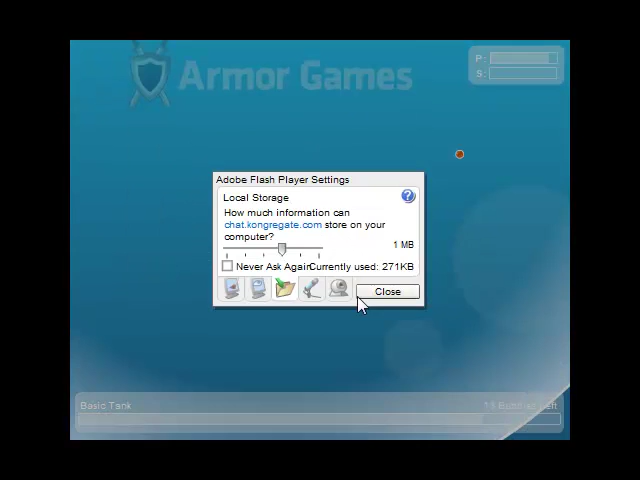 Armor Games
P:
S:
Adobe Flash Player Settings
Local Storage
How much information can
chat.kongregate.com store on your
computer?
1 MB
Never Ask Again
Currently used: 271KB
Close
Basic Tank
Left